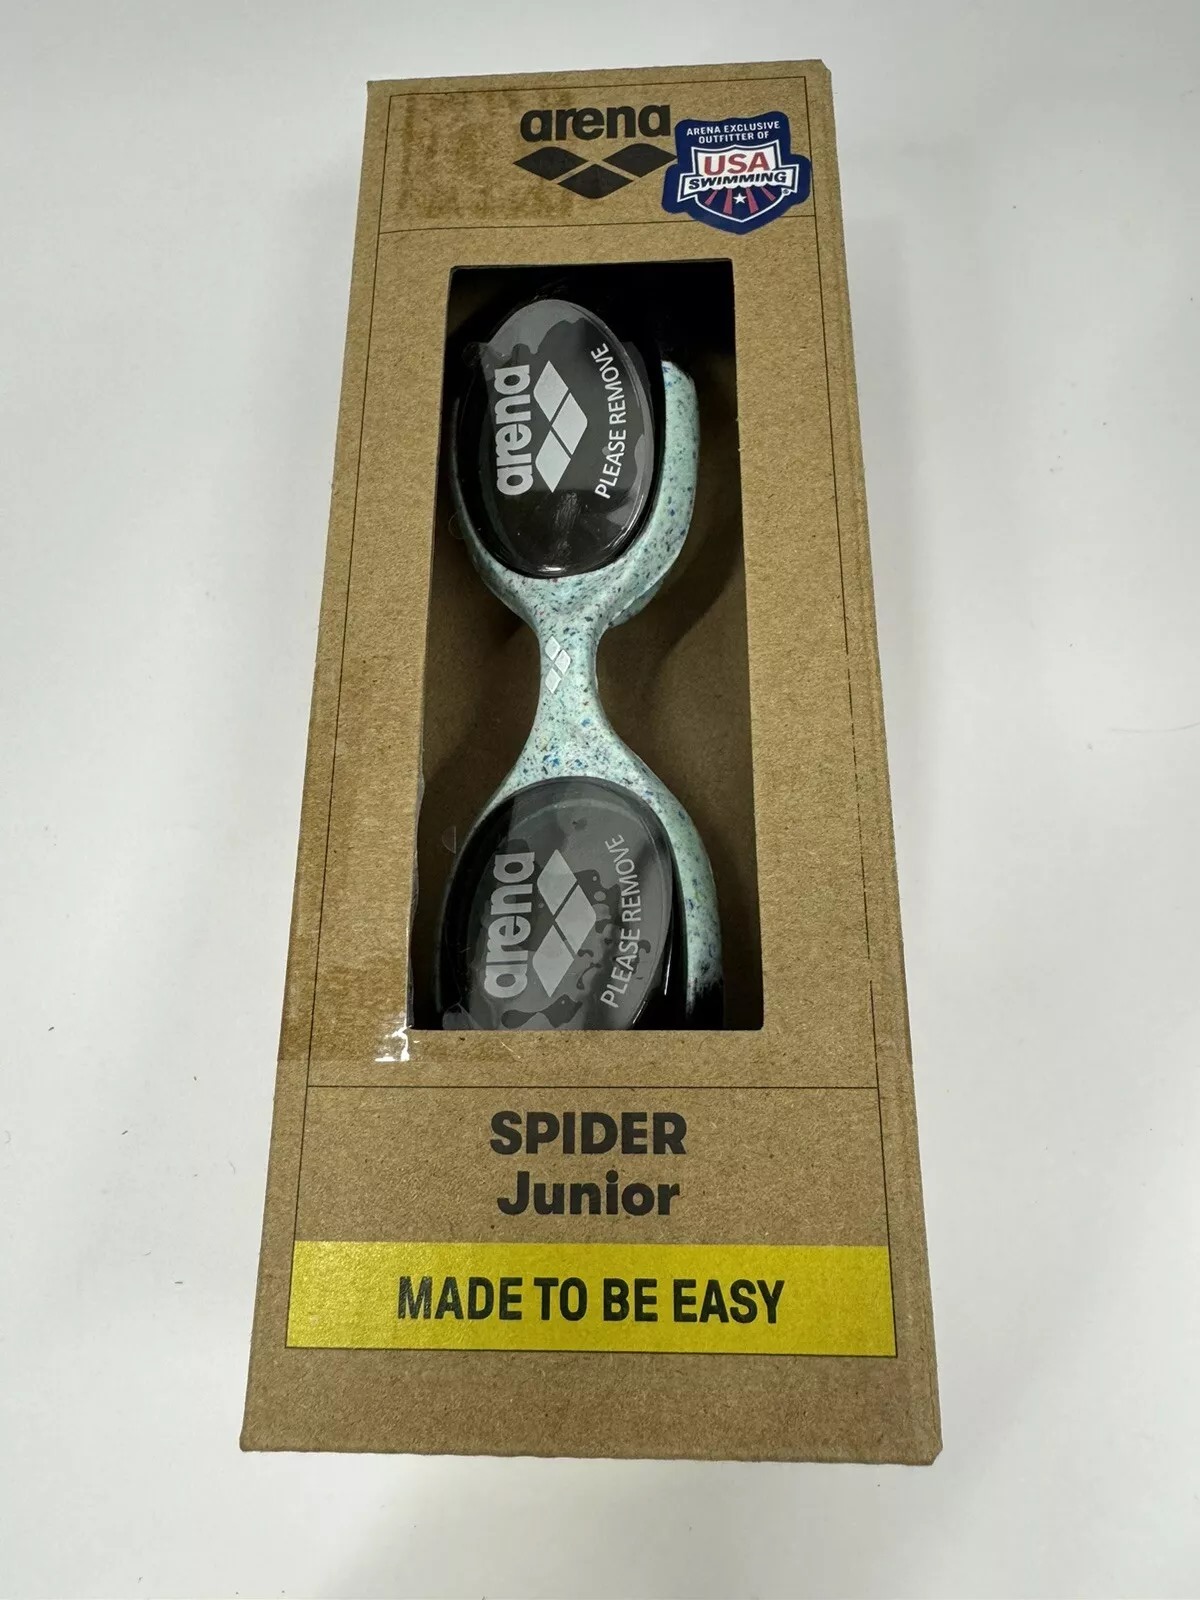 arena
ARENA EXCLUSIVE
OUTFITTER OF
USA
SWIMMING®
arena
PLEASE REMOVE
arena
PLEASE REMOVE
SPIDER
Junior
MADE TO BE EASY